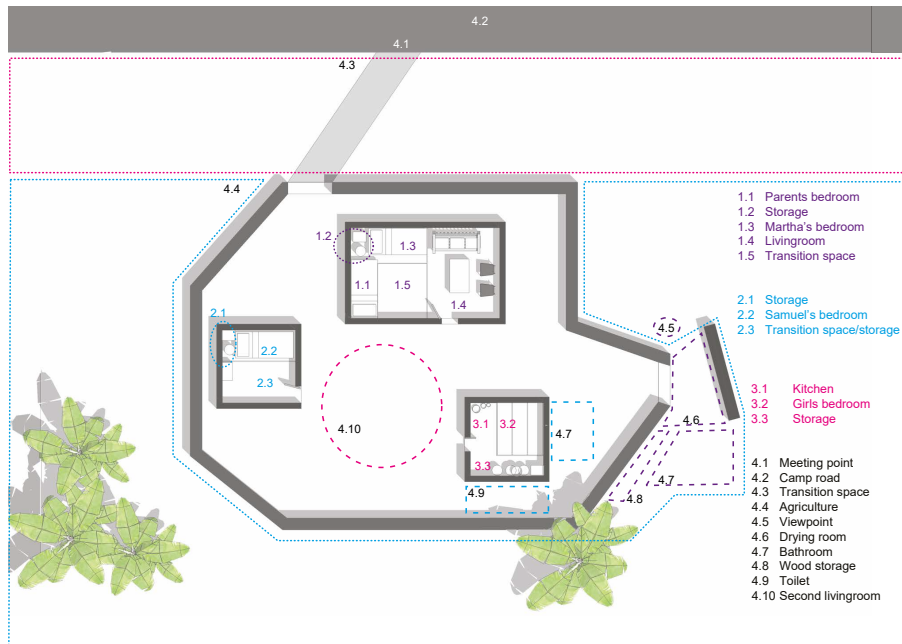 4.2
4.1
4.3
4.4
1.2
1.3
1.1
1.5
1.4
2.1
2.2
2.3
4.5
3.1
3.2
3.3
4.10
4.7
4.6
4.7
4.9
4.8
1.1 Parents bedroom
1.2 Storage
1.3 Martha's bedroom
1.4 Livingroom
1.5 Transition space
2.1 Storage
2.2 Samuel's bedroom
2.3 Transition space/storage
3.1 Kitchen
3.2 Girls bedroom
3.3 Storage
4.1 Meeting point
4.2 Camp road
4.3 Transition space
4.4 Agriculture
4.5 Viewpoint
4.6 Drying room
4.7 Bathroom
4.8 Wood storage
4.9 Toilet
4.10 Second livingroom